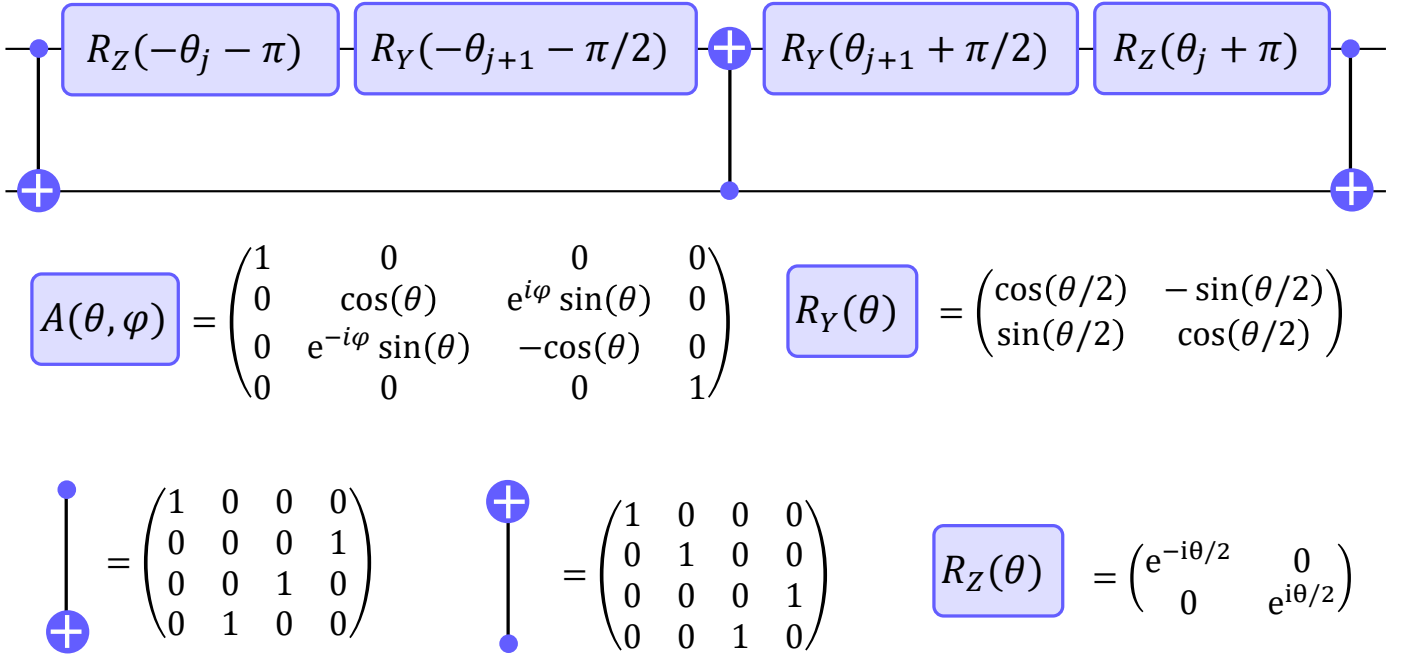 R_Z(−θ_j − π) R_Y(−θ_{j+1} − π/2) R_Y(θ_{j+1} + π/2) R_Z(θ_j + π)
A(θ, φ) = (1 0 0 0
0 cos(θ) e^{iφ} sin(θ) 0
0 e^{−iφ} sin(θ) −cos(θ) 0
0 0 0 1)
R_Y(θ) = (cos(θ/2) − sin(θ/2)
sin(θ/2) cos(θ/2))
= (1 0 0 0
0 0 0 1
0 0 1 0
0 1 0 0)
= (1 0 0 0
0 1 0 0
0 0 0 1
0 0 1 0)
R_Z(θ) = (e^{−iθ/2} 0
0 e^{iθ/2})